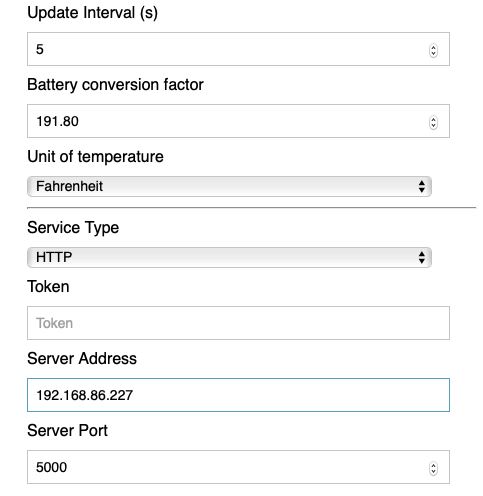 Update Interval (s)
5
Battery conversion factor
191.80
Unit of temperature
Fahrenheit
Service Type
HTTP
Token
Token
Server Address
192.168.86.227
Server Port
5000